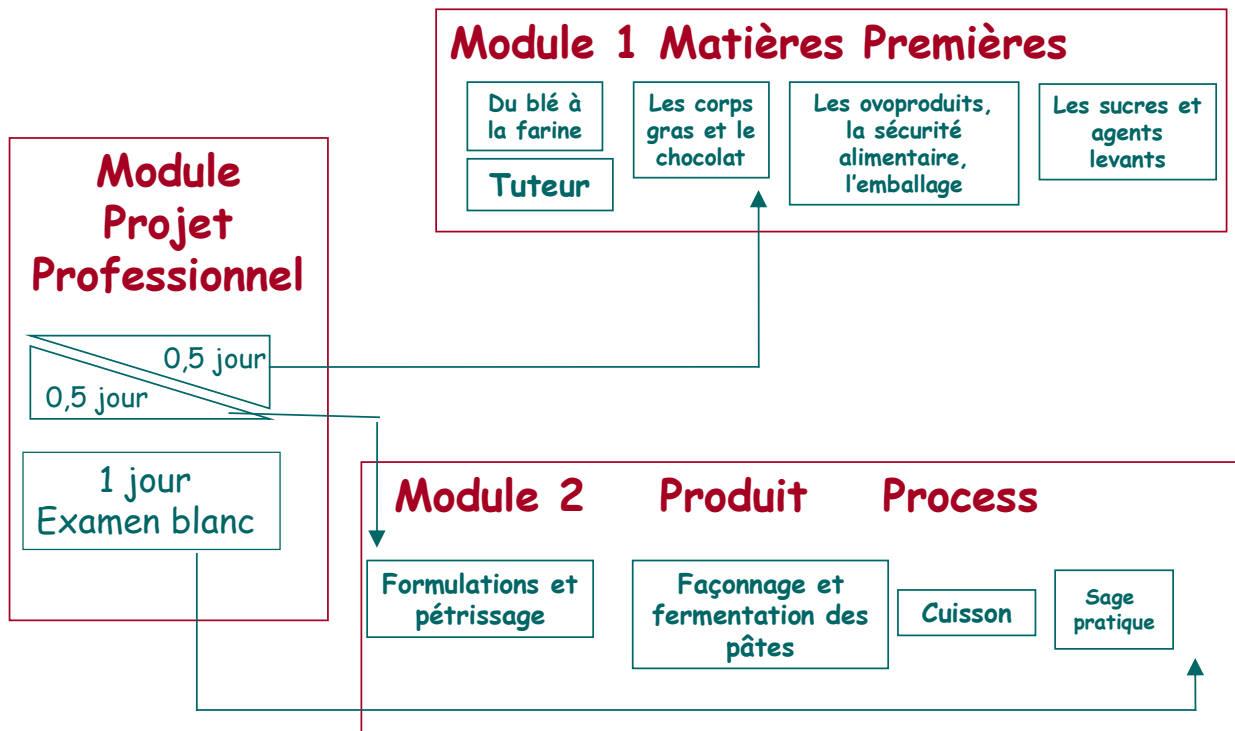 Module 1 Matières Premières
Du blé à
la farine
Tuteur
Les corps
gras et le
chocolat
Les ovoproduits,
la sécurité
alimentaire,
l'emballage
Les sucres et
agents
levants
Module
Projet
Professionnel
0,5 jour
0,5 jour
1 jour
Examen blanc
Module 2 Produit Process
Formulations et
pétrissage
Façonnage et
fermentation des
pâtes
Cuisson
Sage
pratique